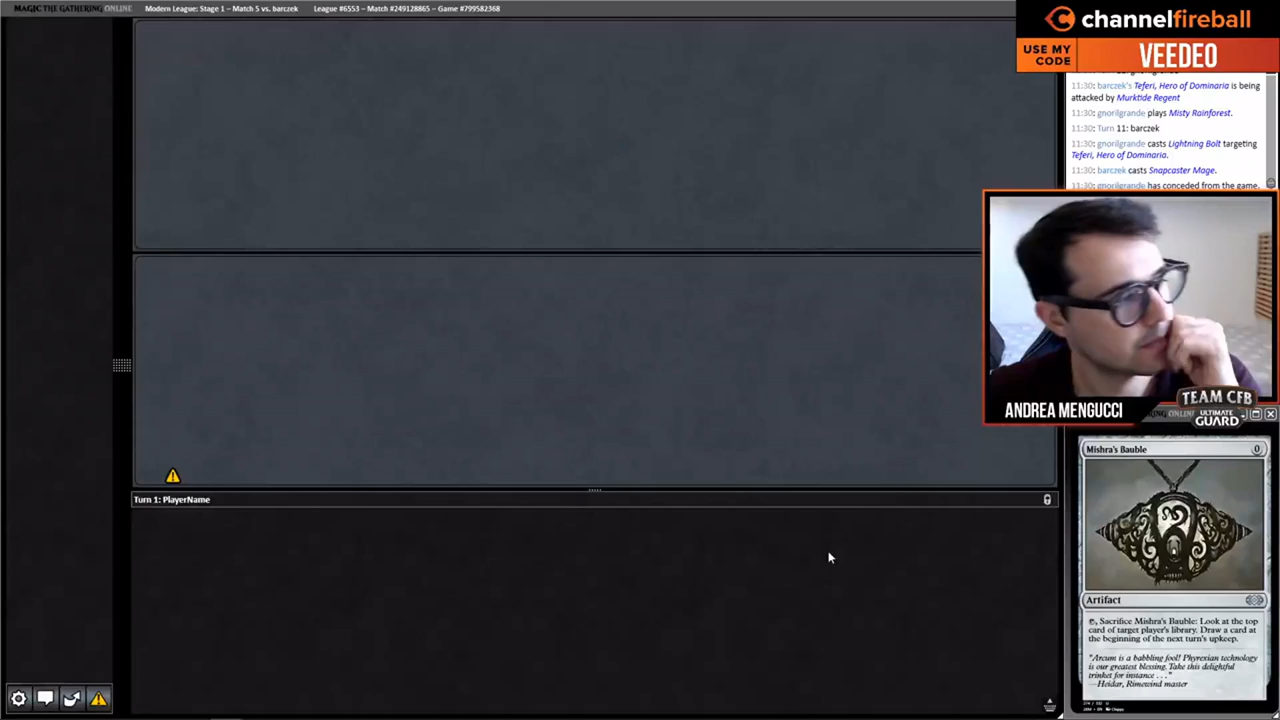 MAGIC THE GATHERING ONLINE Modern League: Stage 1 – Match 5 vs. barczek League #6553 – Match #249128865 – Game #799582368
channelfireball
USE MY
CODE
VEEDEO
11:30: barczek's Teferi, Hero of Dominaria is being
attacked by Murktide Regent
11:30: gnorilgrande plays Misty Rainforest.
11:30: Turn 11: barczek
11:30: gnorilgrande casts Lightning Bolt targeting
Teferi, Hero of Dominaria.
11:30: barczek casts Snapcaster Mage.
11:30: gnorilgrande has conceded from the game.
ANDREA MENGUCCI
TEAM CFB
ULTIMATE
GUARD
ONLINE
Mishra's Bauble 0
Artifact
, Sacrifice Mishra's Bauble: Look at the top
card of target player's library. Draw a card at
the beginning of the next turn's upkeep.
"Arcum is a babbling fool! Phyrexian technology
is our greatest blessing. Take this delightful
trinket for instance . . ."
—Heidar, Rimewind master
Turn 1: PlayerName